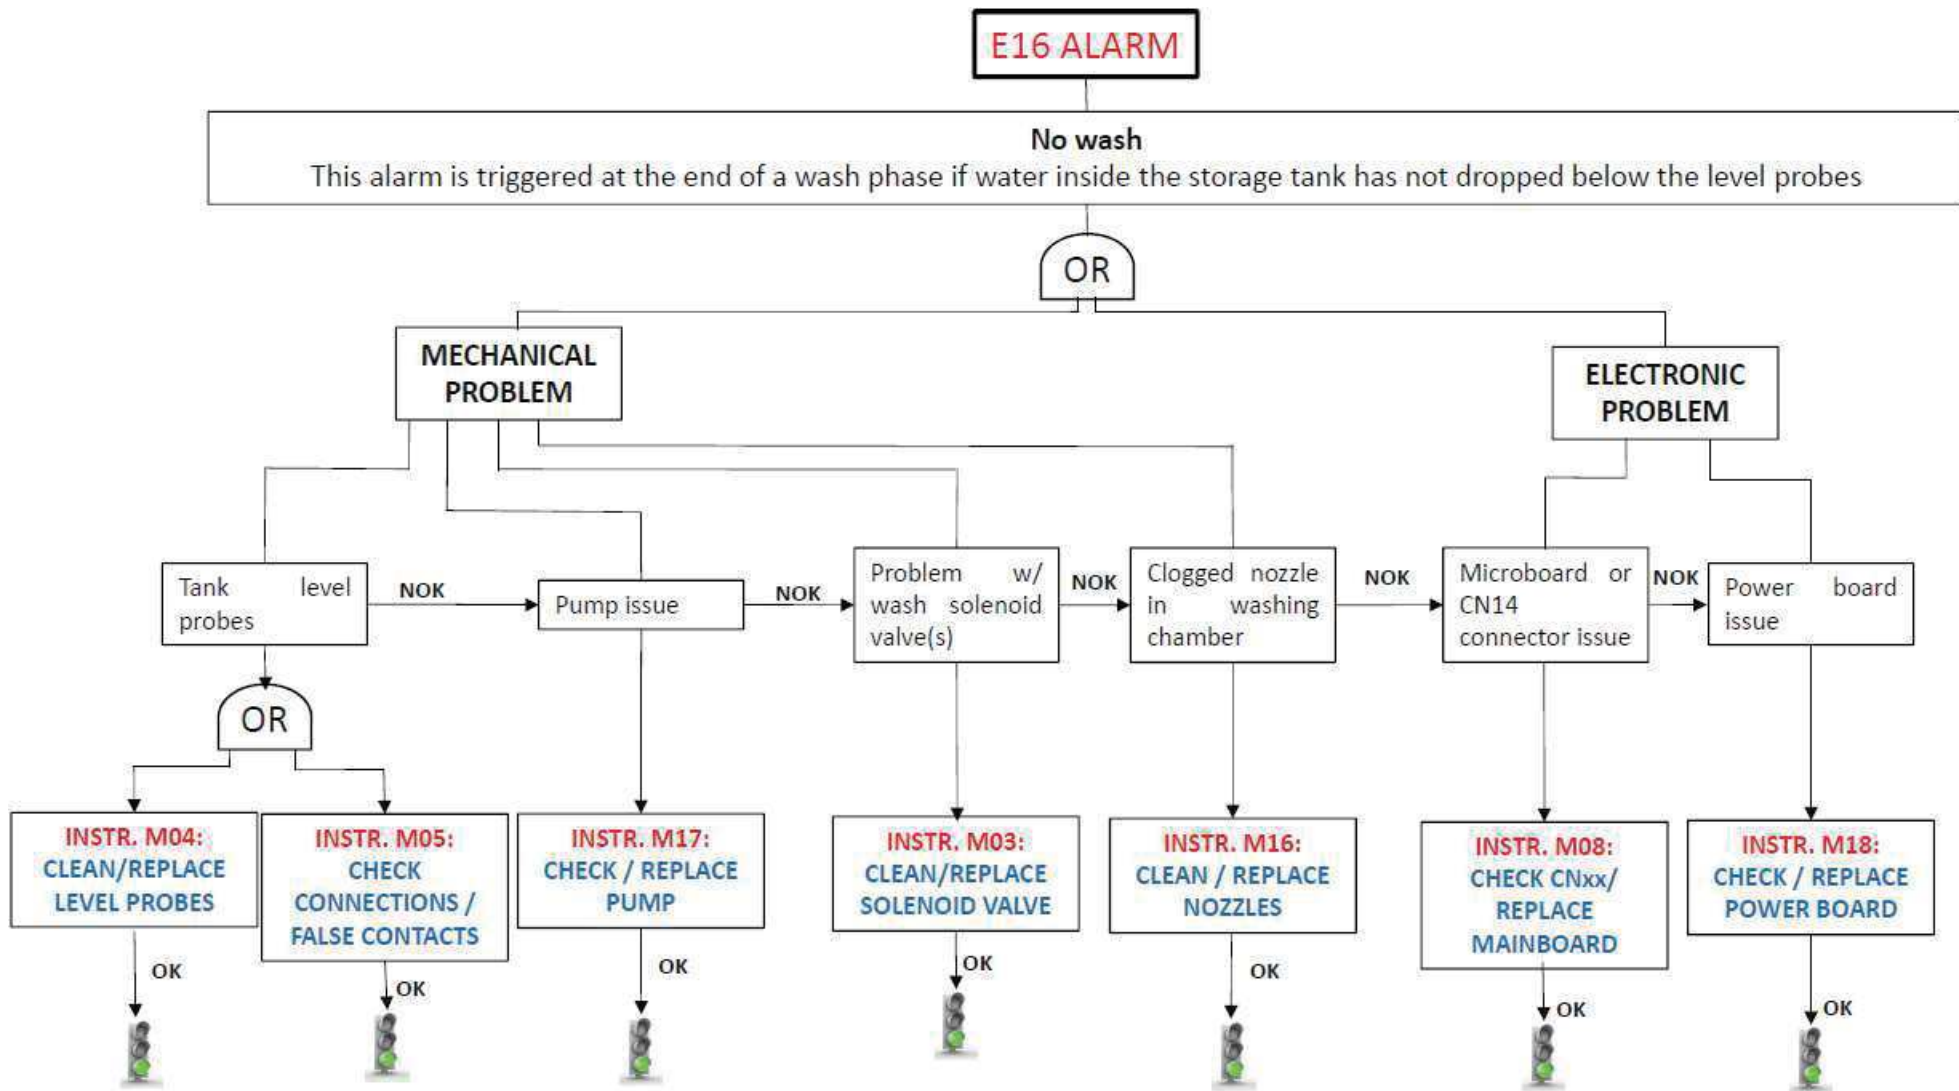 E16 ALARM
No wash
This alarm is triggered at the end of a wash phase if water inside the storage tank has not dropped below the level probes
OR
MECHANICAL
PROBLEM
ELECTRONIC
PROBLEM
Tank level
probes
NOK
Pump issue
NOK
Problem w/
wash solenoid
valve(s)
NOK
Clogged nozzle
in washing
chamber
NOK
Microboard or
CN14
connector issue
NOK
Power board
issue
OR
INSTR. M04:
CLEAN/REPLACE
LEVEL PROBES
INSTR. M05:
CHECK
CONNECTIONS /
FALSE CONTACTS
INSTR. M17:
CHECK / REPLACE
PUMP
INSTR. M03:
CLEAN/REPLACE
SOLENOID VALVE
INSTR. M16:
CLEAN / REPLACE
NOZZLES
INSTR. M08:
CHECK CNxx/
REPLACE
MAINBOARD
INSTR. M18:
CHECK / REPLACE
POWER BOARD
OK
OK
OK
OK
OK
OK
OK